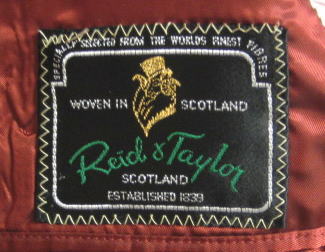 SPECIALLY SELECTED FROM THE WORLDS FINEST FIBRES
WOVEN IN SCOTLAND
Reid & Taylor
SCOTLAND
ESTABLISHED 1839